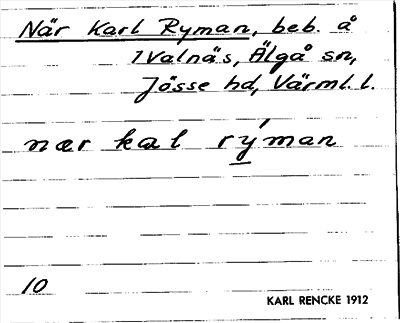 När Karl Ryman, beb. å
1 Valnäs, Älgå sn,
Jösse hd, Värml. l.
nær kal rýman
10
KARL RENCKE 1912